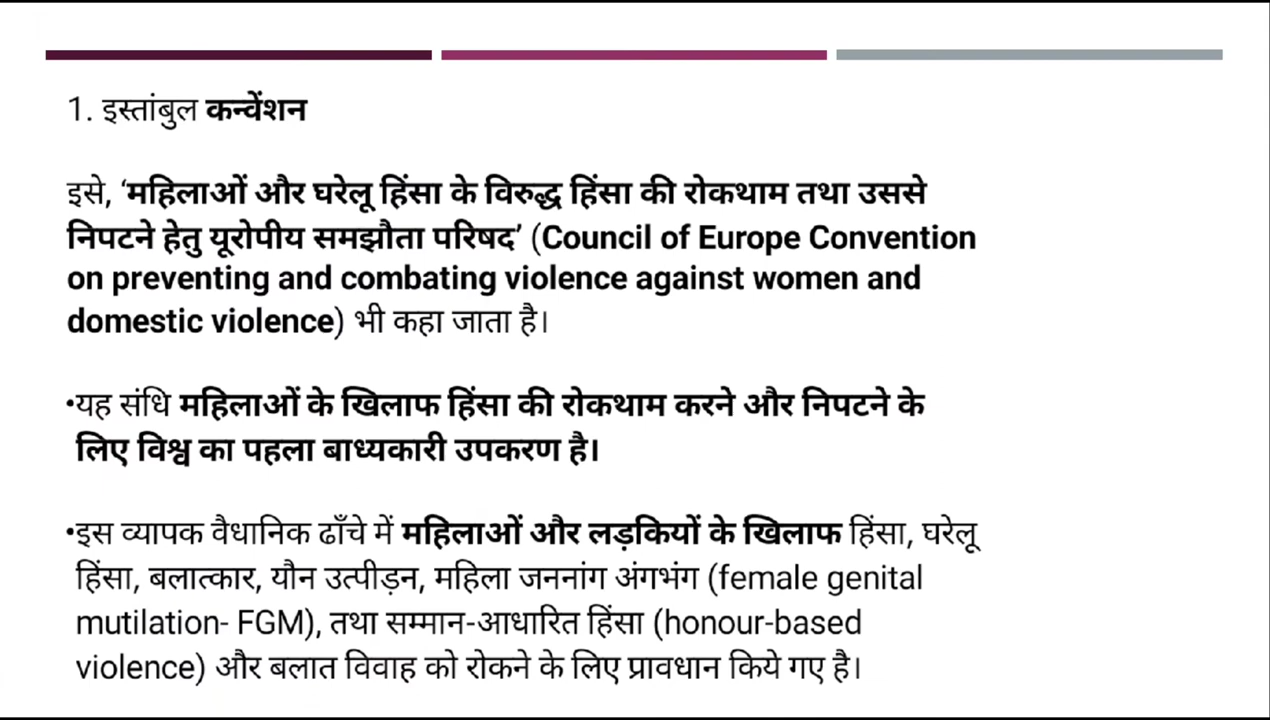 1. इस्तांबुल कन्वेंशन
इसे, ‘महिलाओं और घरेलू हिंसा के विरुद्ध हिंसा की रोकथाम तथा उससे
निपटने हेतु यूरोपीय समझौता परिषद’ (Council of Europe Convention
on preventing and combating violence against women and
domestic violence) भी कहा जाता है।
•यह संधि महिलाओं के खिलाफ हिंसा की रोकथाम करने और निपटने के
लिए विश्व का पहला बाध्यकारी उपकरण है।
•इस व्यापक वैधानिक ढाँचे में महिलाओं और लड़कियों के खिलाफ हिंसा, घरेलू
हिंसा, बलात्कार, यौन उत्पीड़न, महिला जननांग अंगभंग (female genital
mutilation- FGM), तथा सम्मान-आधारित हिंसा (honour-based
violence) और बलात विवाह को रोकने के लिए प्रावधान किये गए है।